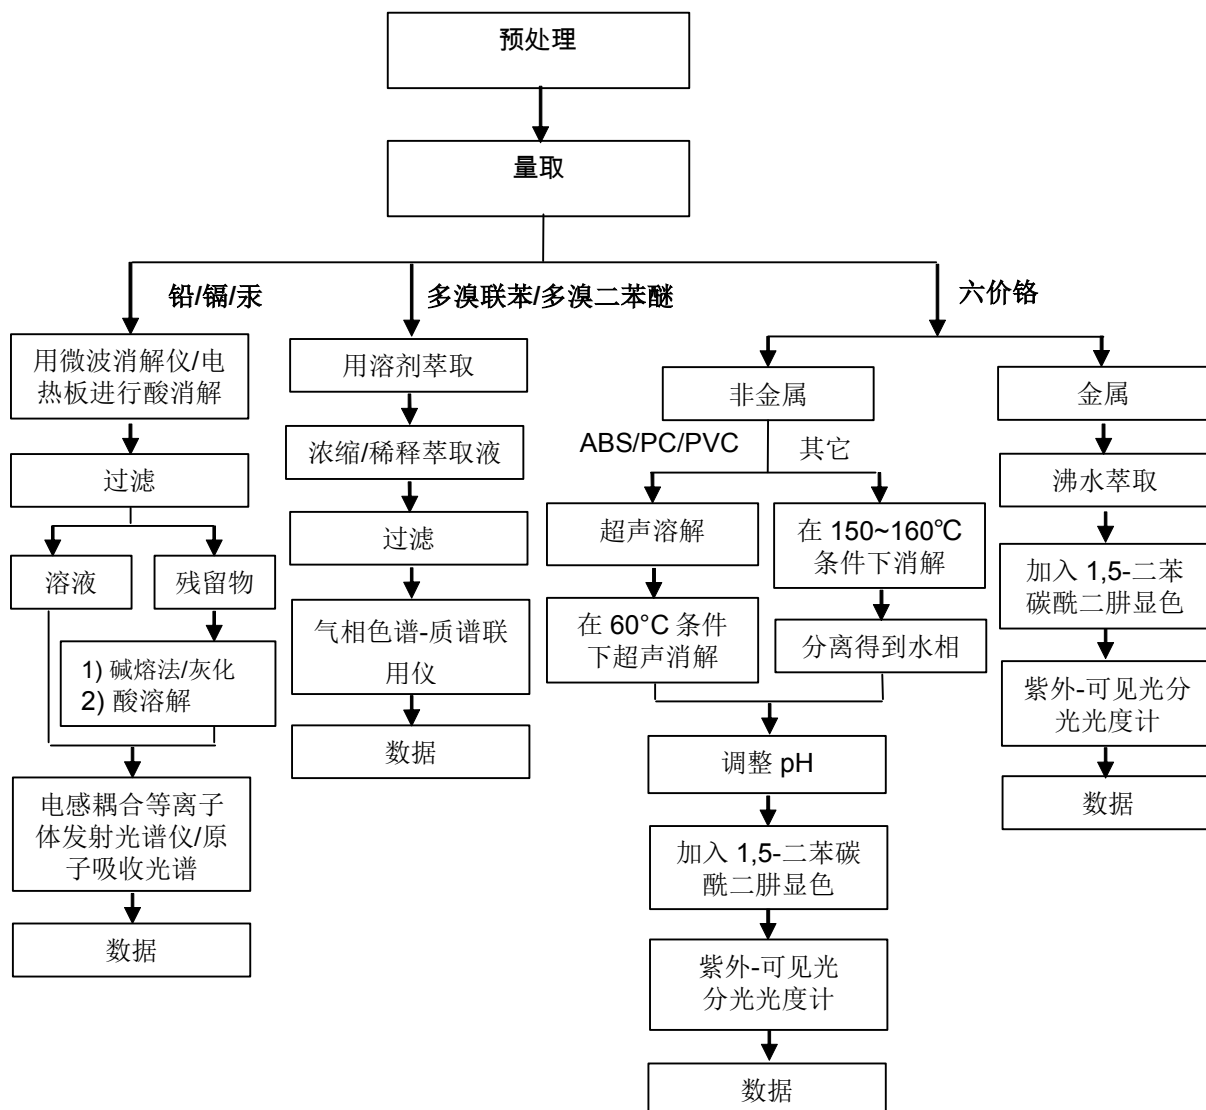 预处理
量取
铅/镉/汞
用微波消解仪/电
热板进行酸消解
过滤
溶液
残留物
1) 碱熔法/灰化
2) 酸溶解
电感耦合等离子
体发射光谱仪/原
子吸收光谱
数据
多溴联苯/多溴二苯醚
用溶剂萃取
浓缩/稀释萃取液
过滤
气相色谱-质谱联
用仪
数据
六价铬
非金属
ABS/PC/PVC
其它
超声溶解
在 60°C 条件
下超声消解
在 150~160℃
条件下消解
分离得到水相
调整 pH
加入 1,5-二苯碳
酰二肼显色
紫外-可见光
分光光度计
数据
金属
沸水萃取
加入 1,5-二苯
碳酰二肼显色
紫外-可见光分
光光度计
数据